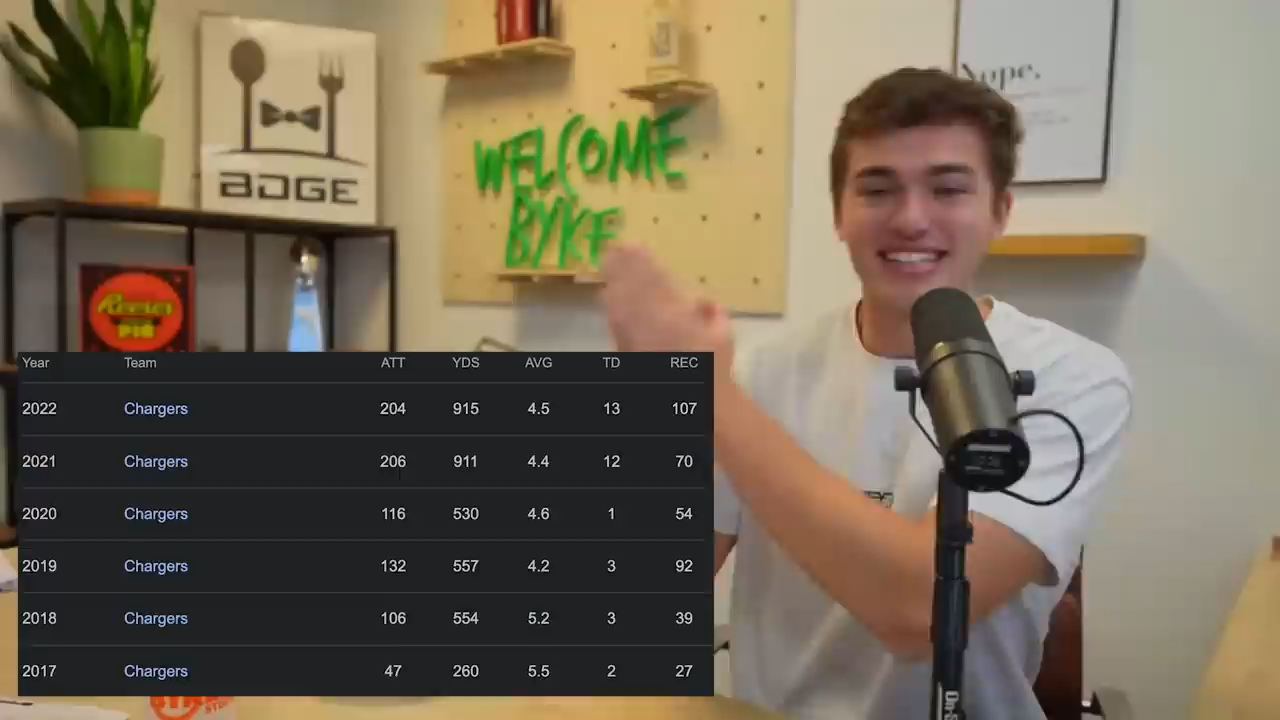 Nope.
WELCOME
BYKE
BDGE
REESE'S
PIE
Year Team ATT YDS AVG TD REC
2022 Chargers 204 915 4.5 13 107
2021 Chargers 206 911 4.4 12 70
2020 Chargers 116 530 4.6 1 54
2019 Chargers 132 557 4.2 3 92
2018 Chargers 106 554 5.2 3 39
2017 Chargers 47 260 5.5 2 27